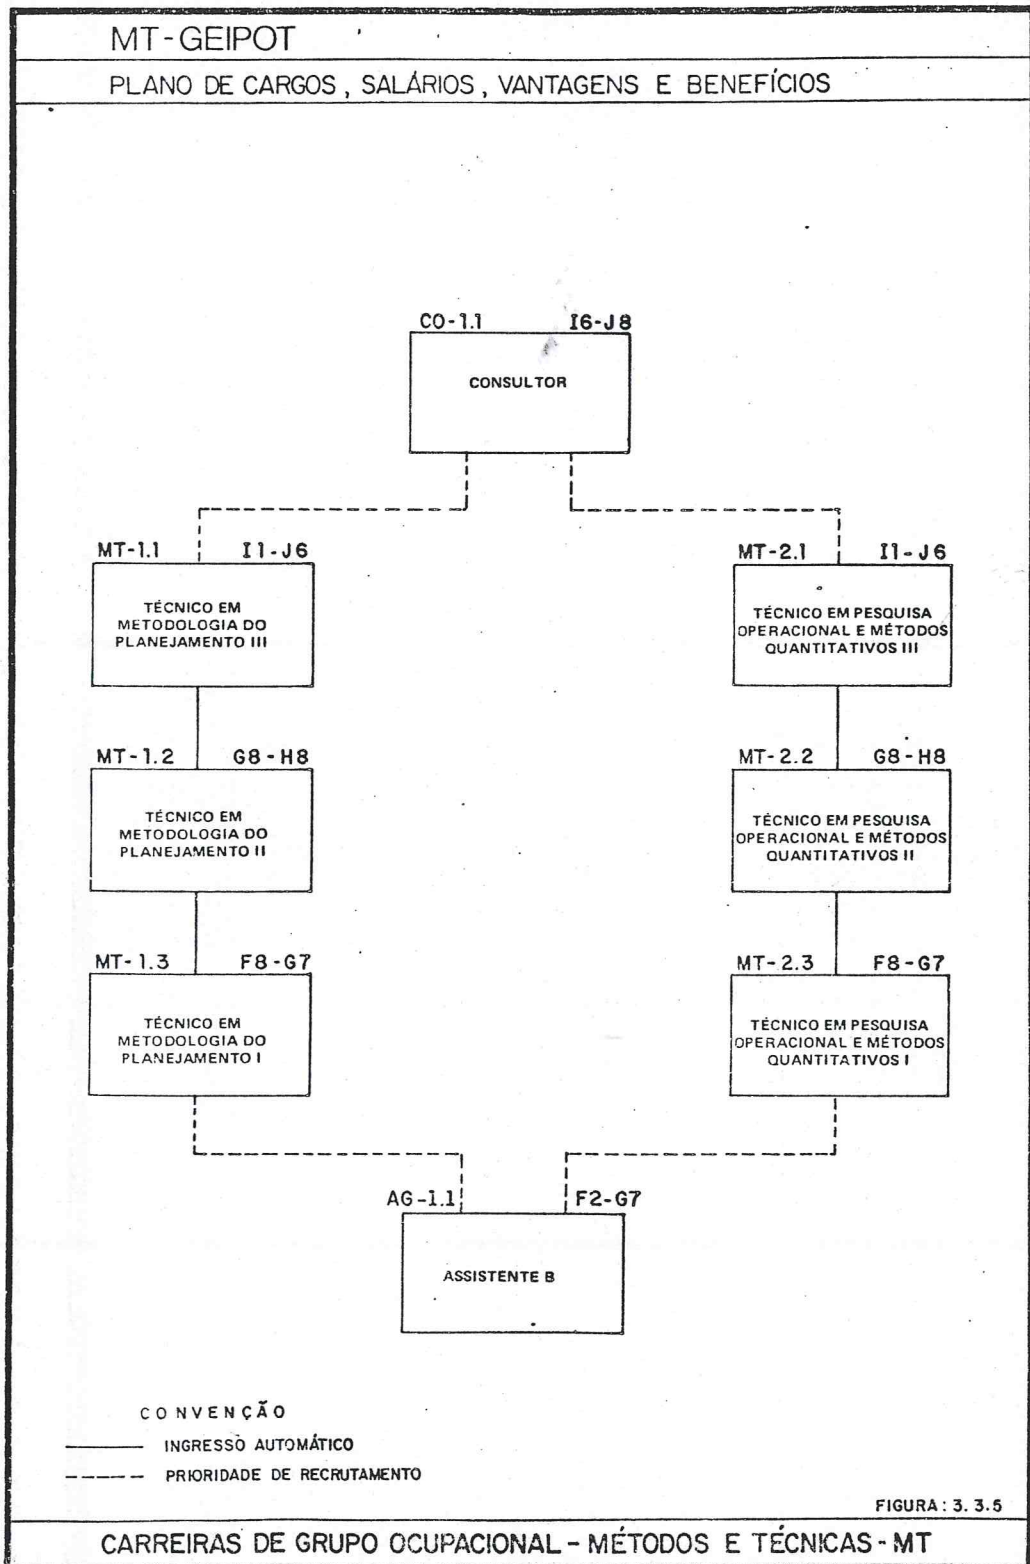 MT-GEIPOT
PLANO DE CARGOS, SALÁRIOS, VANTAGENS E BENEFÍCIOS
CO-1.1 I6-J8
CONSULTOR
MT-1.1 I1-J6
TÉCNICO EM
METODOLOGIA DO
PLANEJAMENTO III
MT-2.1 I1-J6
TÉCNICO EM PESQUISA
OPERACIONAL E MÉTODOS
QUANTITATIVOS III
MT-1.2 G8-H8
TÉCNICO EM
METODOLOGIA DO
PLANEJAMENTO II
MT-2.2 G8-H8
TÉCNICO EM PESQUISA
OPERACIONAL E MÉTODOS
QUANTITATIVOS II
MT-1.3 F8-G7
TÉCNICO EM
METODOLOGIA DO
PLANEJAMENTO I
MT-2.3 F8-G7
TÉCNICO EM PESQUISA
OPERACIONAL E MÉTODOS
QUANTITATIVOS I
AG-1.1 F2-G7
ASSISTENTE B
CONVENÇÃO
INGRESSO AUTOMÁTICO
PRIORIDADE DE RECRUTAMENTO
FIGURA: 3.3.5
CARREIRAS DE GRUPO OCUPACIONAL - MÉTODOS E TÉCNICAS - MT